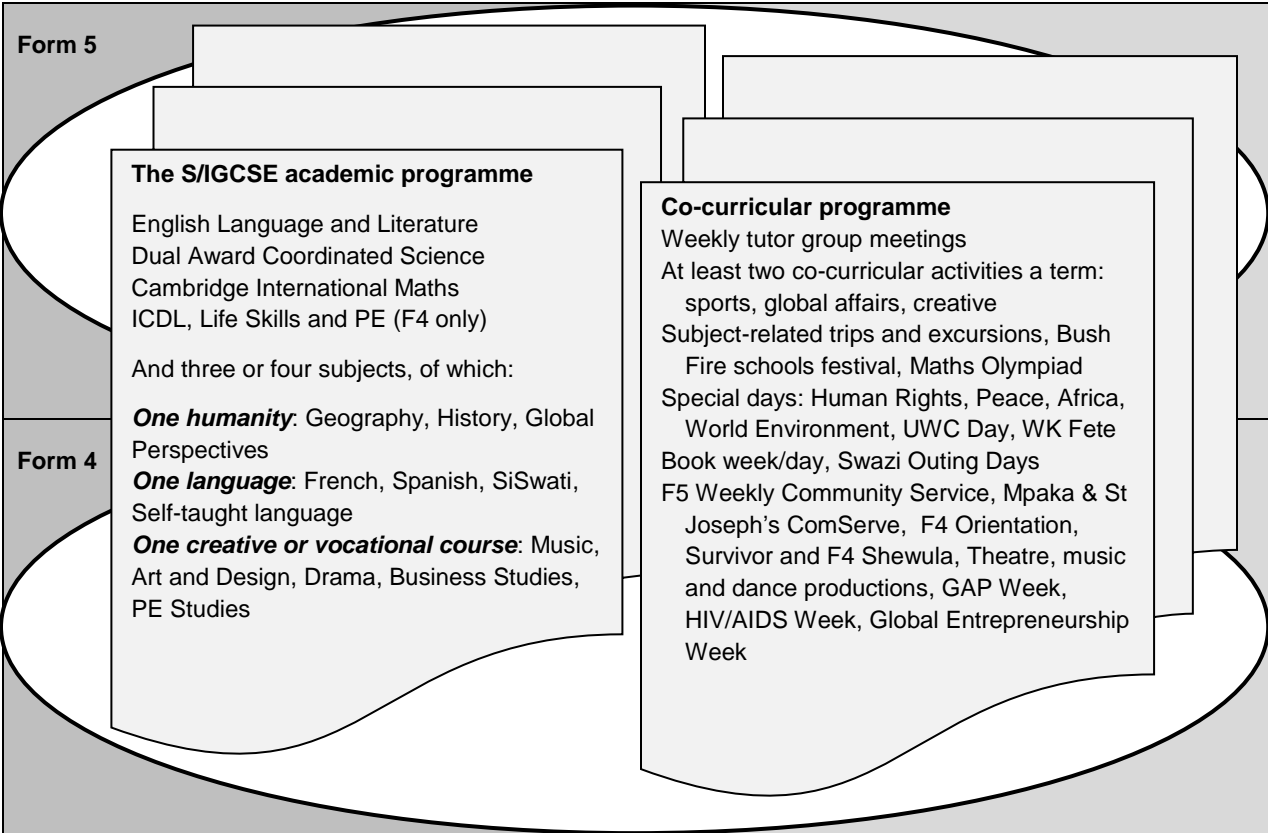 Form 5
The S/IGCSE academic programme
English Language and Literature
Dual Award Coordinated Science
Cambridge International Maths
ICDL, Life Skills and PE (F4 only)
And three or four subjects, of which:
One humanity: Geography, History, Global
Perspectives
One language: French, Spanish, SiSwati,
Self-taught language
One creative or vocational course: Music,
Art and Design, Drama, Business Studies,
PE Studies
Co-curricular programme
Weekly tutor group meetings
At least two co-curricular activities a term:
sports, global affairs, creative
Subject-related trips and excursions, Bush
Fire schools festival, Maths Olympiad
Special days: Human Rights, Peace, Africa,
World Environment, UWC Day, WK Fete
Book week/day, Swazi Outing Days
F5 Weekly Community Service, Mpaka & St
Joseph's ComServe,  F4 Orientation,
Survivor and F4 Shewula, Theatre, music
and dance productions, GAP Week,
HIV/AIDS Week, Global Entrepreneurship
Week
Form 4